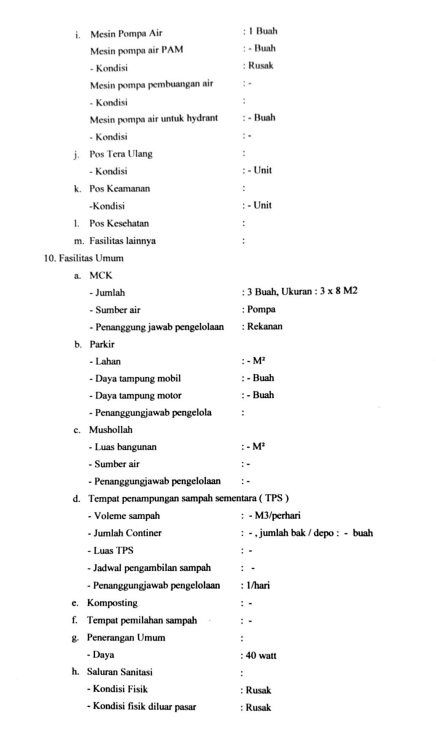 i. Mesin Pompa Air : 1 Buah
Mesin pompa air PAM : - Buah
- Kondisi : Rusak
Mesin pompa pembuangan air : -
- Kondisi :
Mesin pompa air untuk hydrant : - Buah
- Kondisi : -
j. Pos Tera Ulang :
- Kondisi : - Unit
k. Pos Keamanan :
-Kondisi : - Unit
l. Pos Kesehatan :
m. Fasilitas lainnya :
10. Fasilitas Umum
a. MCK
- Jumlah : 3 Buah, Ukuran : 3 x 8 M2
- Sumber air : Pompa
- Penanggung jawab pengelolaan : Rekanan
b. Parkir
- Lahan : - M²
- Daya tampung mobil : - Buah
- Daya tampung motor : - Buah
- Penanggungjawab pengelola :
c. Mushollah
- Luas bangunan : - M²
- Sumber air : -
- Penanggungjawab pengelolaan : -
d. Tempat penampungan sampah sementara ( TPS )
- Voleme sampah : - M3/perhari
- Jumlah Continer : - , jumlah bak / depo : - buah
- Luas TPS : -
- Jadwal pengambilan sampah : -
- Penanggungjawab pengelolaan : 1/hari
e. Komposting : -
f. Tempat pemilahan sampah : -
g. Penerangan Umum :
- Daya : 40 watt
h. Saluran Sanitasi :
- Kondisi Fisik : Rusak
- Kondisi fisik diluar pasar : Rusak